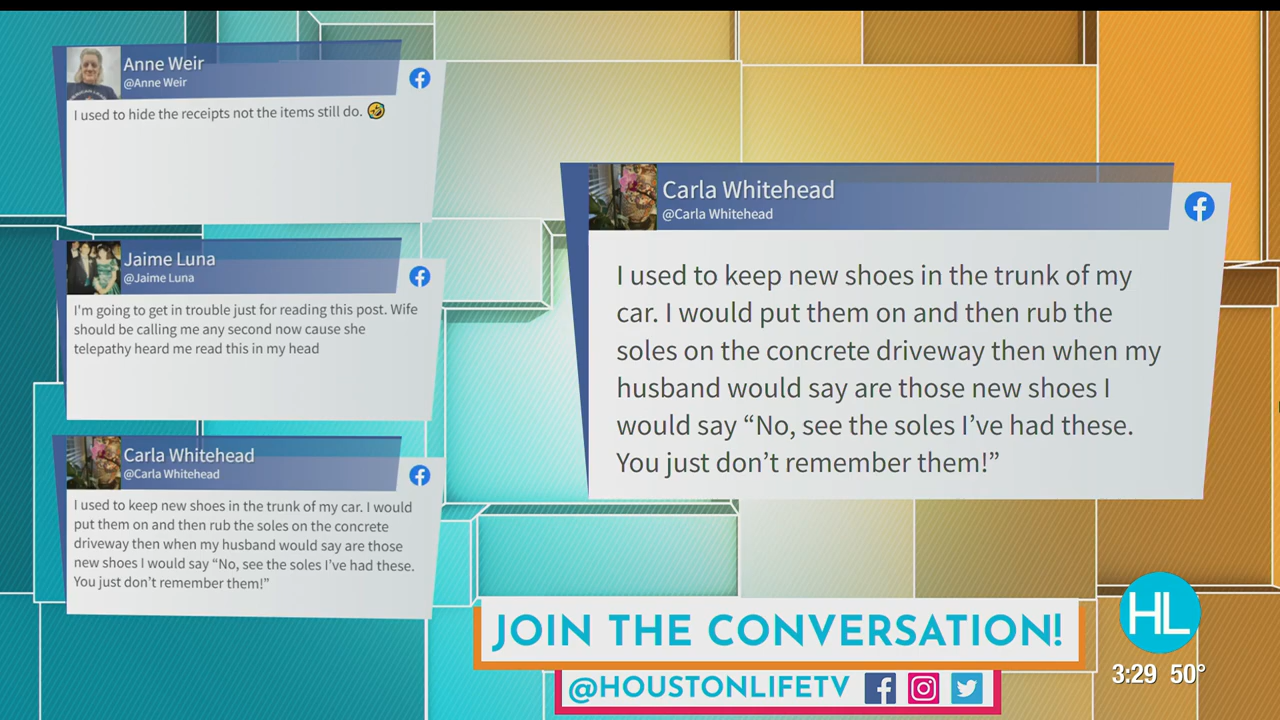 Anne Weir
@Anne Weir
I used to hide the receipts not the items still do. 🤣
Jaime Luna
@Jaime Luna
I'm going to get in trouble just for reading this post. Wife
should be calling me any second now cause she
telepathy heard me read this in my head
Carla Whitehead
@Carla Whitehead
I used to keep new shoes in the trunk of my car. I would
put them on and then rub the soles on the concrete
driveway then when my husband would say are those
new shoes I would say “No, see the soles I’ve had these.
You just don’t remember them!”
Carla Whitehead
@Carla Whitehead
I used to keep new shoes in the trunk of my
car. I would put them on and then rub the
soles on the concrete driveway then when my
husband would say are those new shoes I
would say “No, see the soles I’ve had these.
You just don’t remember them!”
JOIN THE CONVERSATION!
@HOUSTONLIFETV
HL
3:29 50°